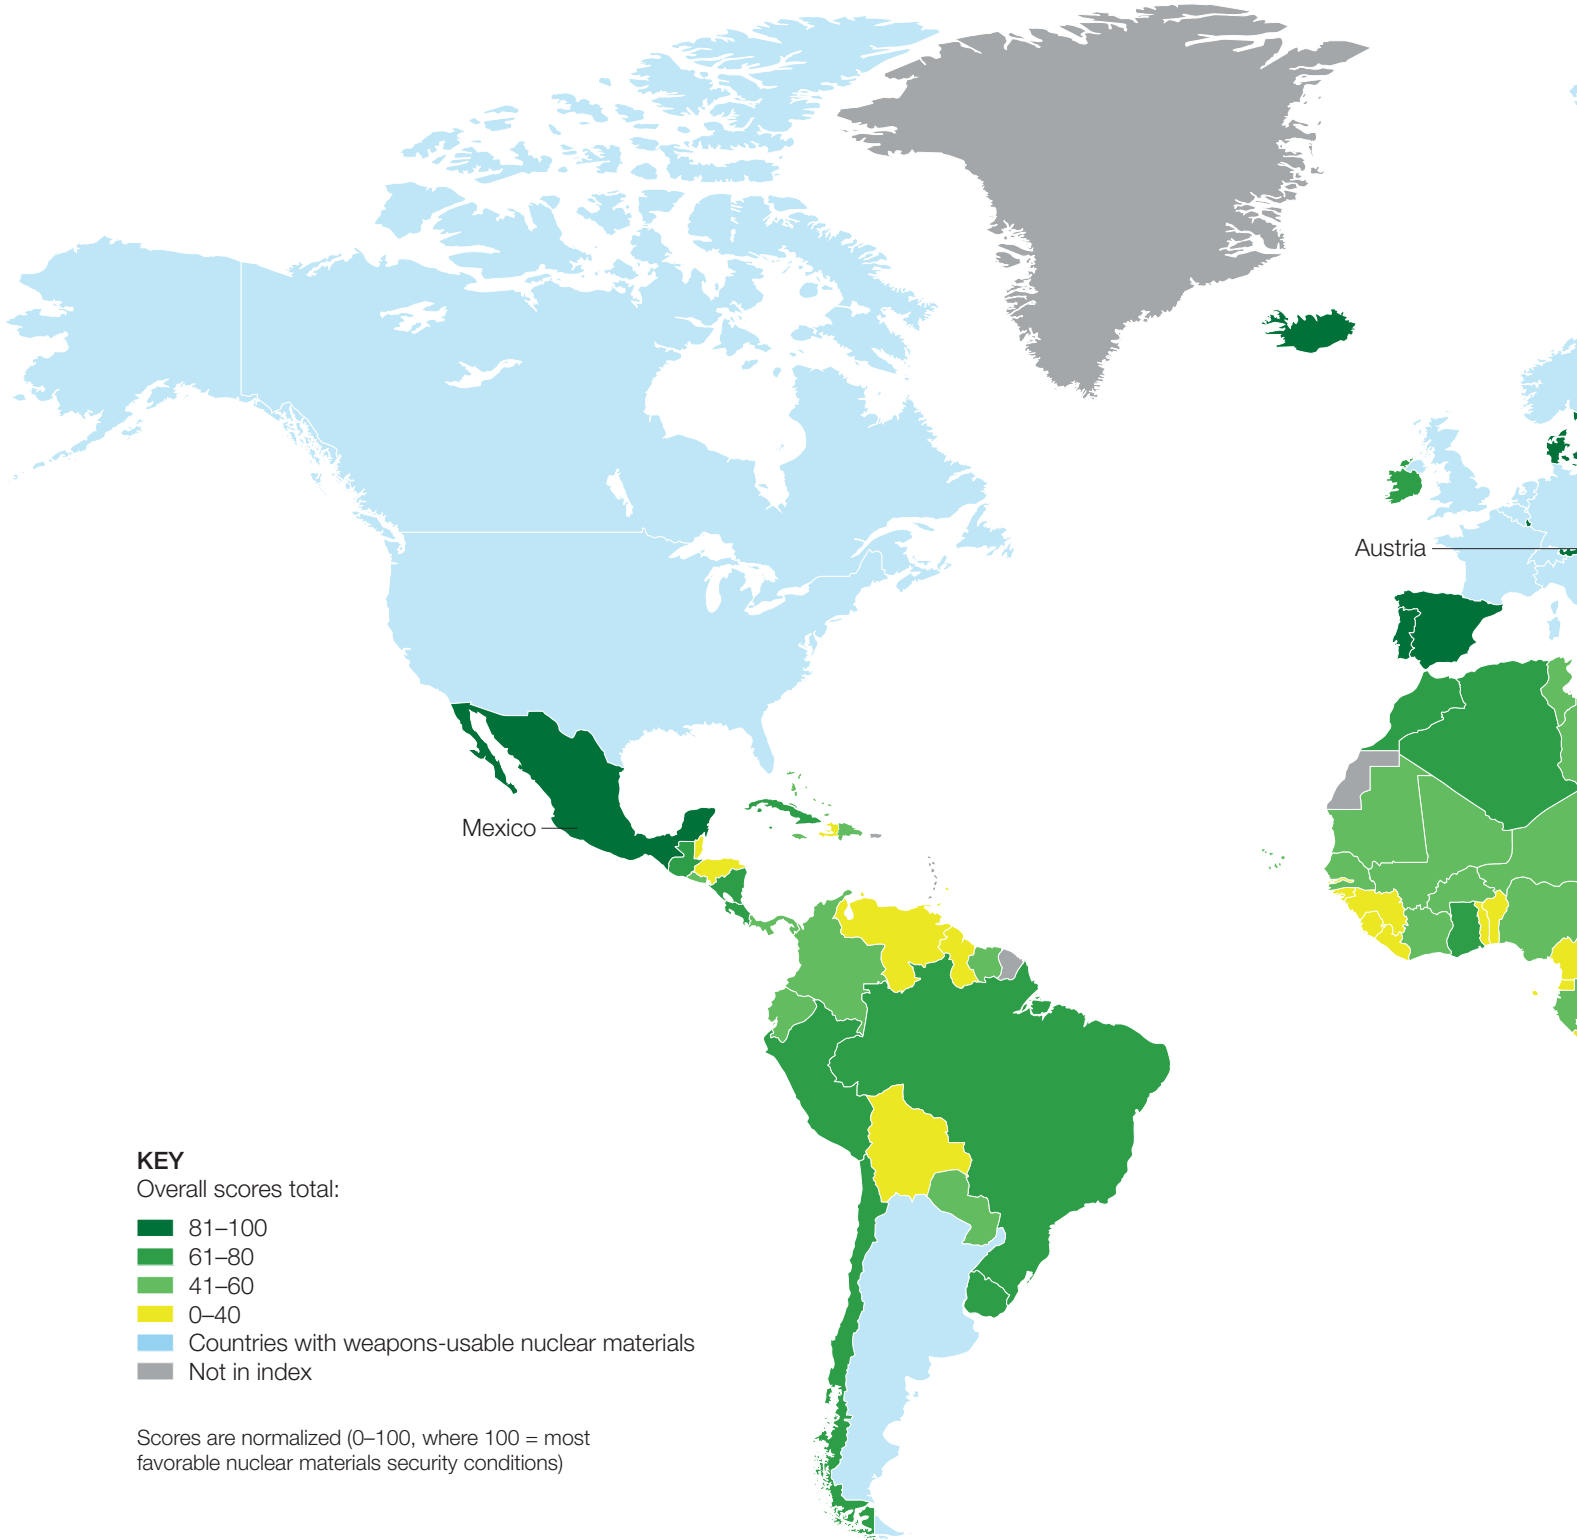 Austria
Mexico
KEY
Overall scores total:
81–100
61–80
41–60
0–40
Countries with weapons-usable nuclear materials
Not in index
Scores are normalized (0–100, where 100 = most
favorable nuclear materials security conditions)